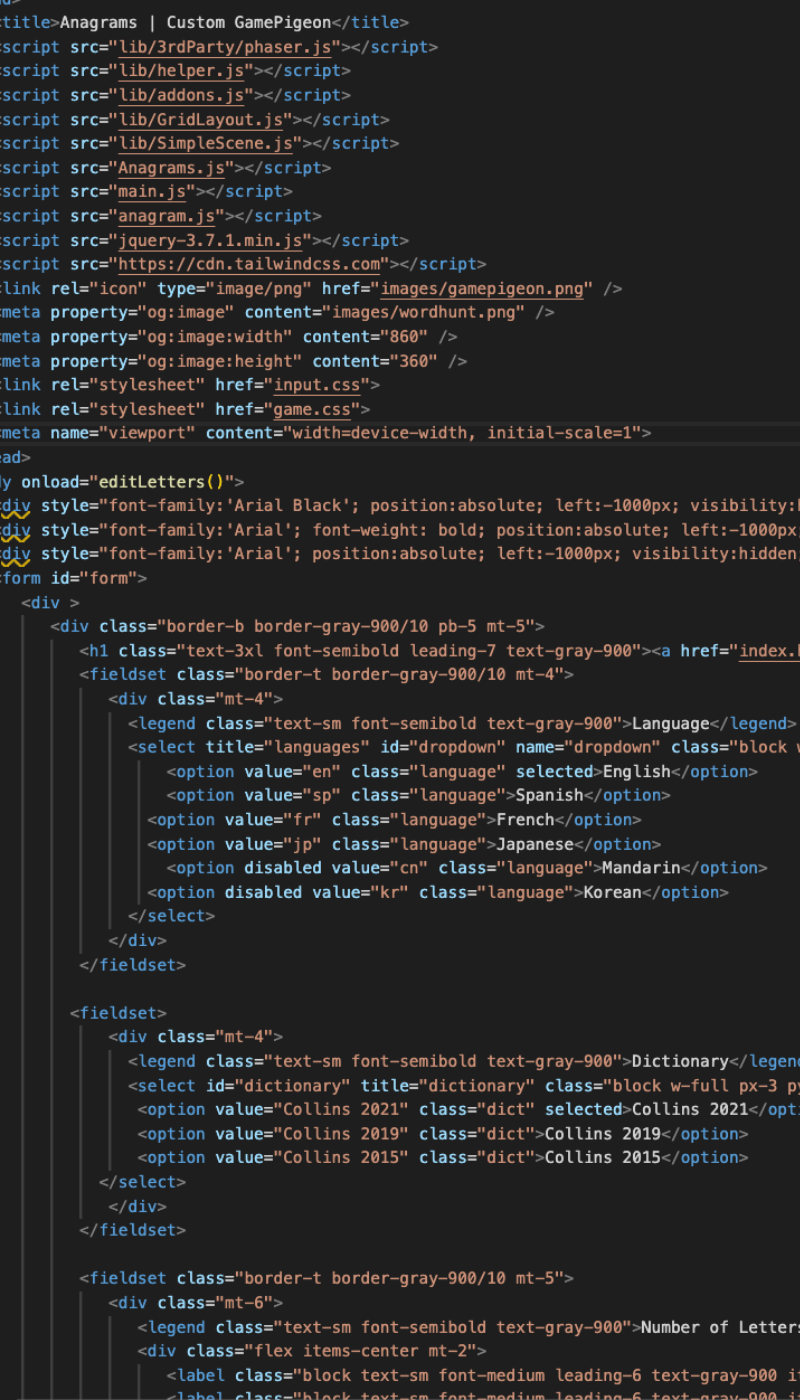 <title>Anagrams | Custom GamePigeon</title>
script src="lib/3rdParty/phaser.js"></script>
script src="lib/helper.js"></script>
script src="lib/addons.js"></script>
script src="lib/GridLayout.js"></script>
script src="lib/SimpleScene.js"></script>
script src="Anagrams.js"></script>
script src="main.js"></script>
script src="anagram.js"></script>
script src="jquery-3.7.1.min.js"></script>
script src="https://cdn.tailwindcss.com"></script>
link rel="icon" type="image/png" href="images/gamepigeon.png" />
meta property="og:image" content="images/wordhunt.png" />
meta property="og:image:width" content="860" />
meta property="og:image:height" content="360" />
link rel="stylesheet" href="input.css">
link rel="stylesheet" href="game.css">
meta name="viewport" content="width=device-width, initial-scale=1">
ead>
y onload="editLetters()">
div style="font-family:'Arial Black'; position:absolute; left:-1000px; visibility:
div style="font-family:'Arial'; font-weight: bold; position:absolute; left:-1000px;
div style="font-family:'Arial'; position:absolute; left:-1000px; visibility:hidden;
form id="form">
<div >
<div class="border-b border-gray-900/10 pb-5 mt-5">
<h1 class="text-3xl font-semibold leading-7 text-gray-900"><a href="index.
<fieldset class="border-t border-gray-900/10 mt-4">
<div class="mt-4">
<legend class="text-sm font-semibold text-gray-900">Language</legend>
<select title="languages" id="dropdown" name="dropdown" class="block w
<option value="en" class="language" selected>English</option>
<option value="sp" class="language">Spanish</option>
<option value="fr" class="language">French</option>
<option value="jp" class="language">Japanese</option>
<option disabled value="cn" class="language">Mandarin</option>
<option disabled value="kr" class="language">Korean</option>
</select>
</div>
</fieldset>
<fieldset>
<div class="mt-4">
<legend class="text-sm font-semibold text-gray-900">Dictionary</legend
<select id="dictionary" title="dictionary" class="block w-full px-3 py
<option value="Collins 2021" class="dict" selected>Collins 2021</opti
<option value="Collins 2019" class="dict">Collins 2019</option>
<option value="Collins 2015" class="dict">Collins 2015</option>
</select>
</div>
</fieldset>
<fieldset class="border-t border-gray-900/10 mt-5">
<div class="mt-6">
<legend class="text-sm font-semibold text-gray-900">Number of Letters
<div class="flex items-center mt-2">
<label class="block text-sm font-medium leading-6 text-gray-900 i